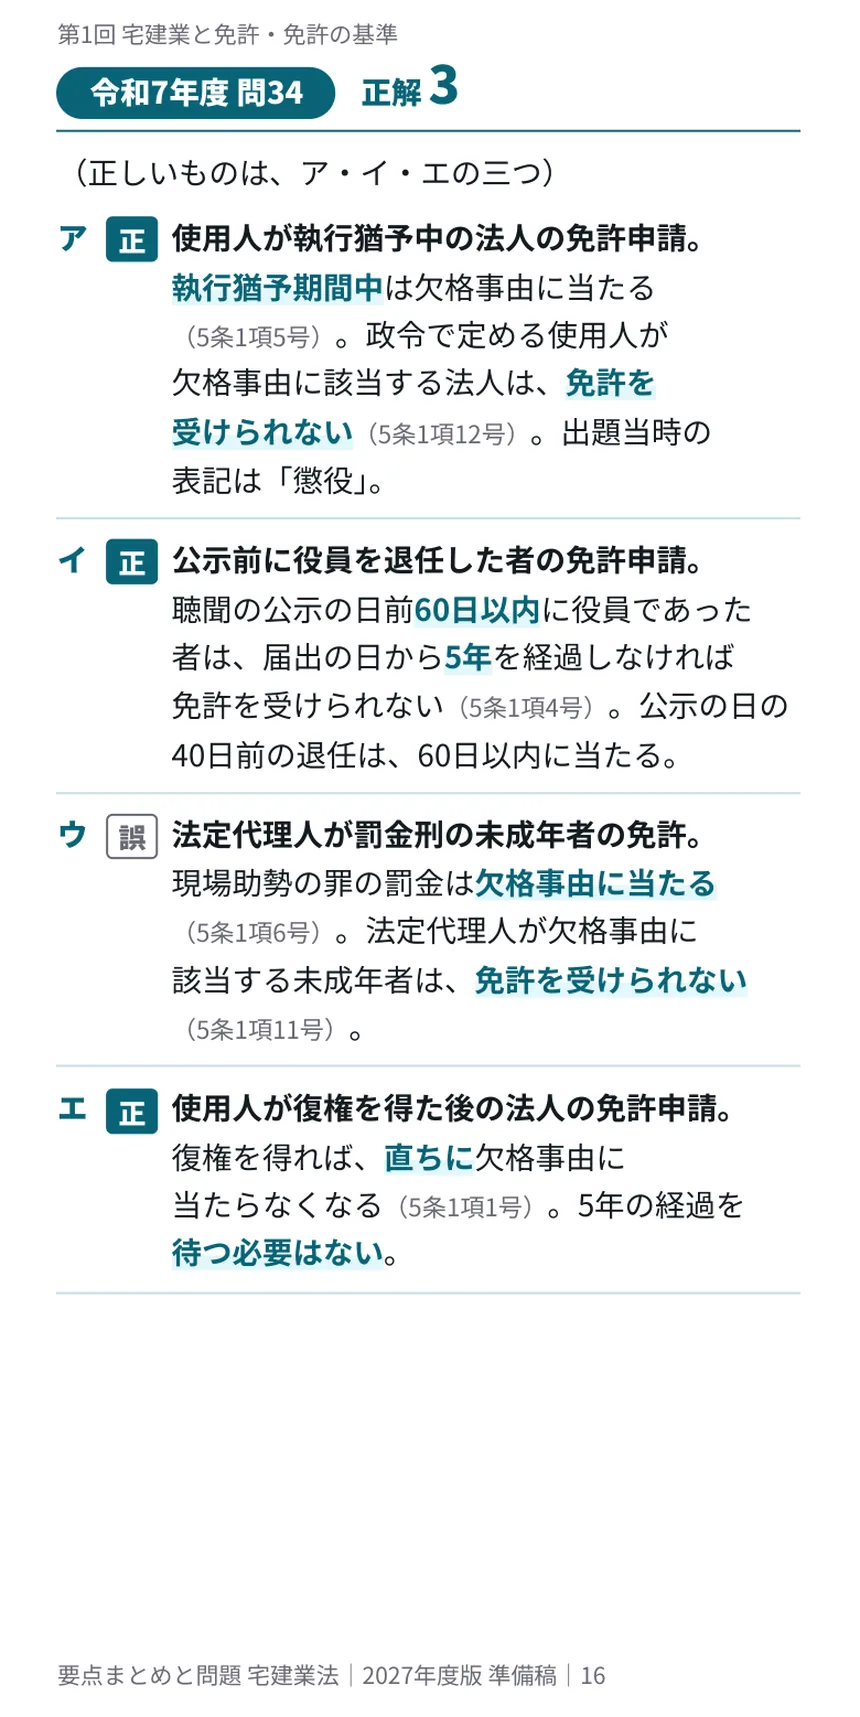 第1回 宅建業と免許・免許の基準
令和7年度 問34 正解 3
（正しいものは、ア・イ・エの三つ）
ア 正 使用人が執行猶予中の法人の免許申請。
執行猶予期間中は欠格事由に当たる
（5条1項5号）。政令で定める使用人が
欠格事由に該当する法人は、免許を
受けられない（5条1項12号）。出題当時の
表記は「懲役」。
イ 正 公示前に役員を退任した者の免許申請。
聴聞の公示の日前60日以内に役員であった
者は、届出の日から5年を経過しなければ
免許を受けられない（5条1項4号）。公示の日の
40日前の退任は、60日以内に当たる。
ウ 誤 法定代理人が罰金刑の未成年者の免許。
現場助勢の罪の罰金は欠格事由に当たる
（5条1項6号）。法定代理人が欠格事由に
該当する未成年者は、免許を受けられない
（5条1項11号）。
エ 正 使用人が復権を得た後の法人の免許申請。
復権を得れば、直ちに欠格事由に
当たらなくなる（5条1項1号）。5年の経過を
待つ必要はない。
要点まとめと問題 宅建業法｜2027年度版 準備稿｜16